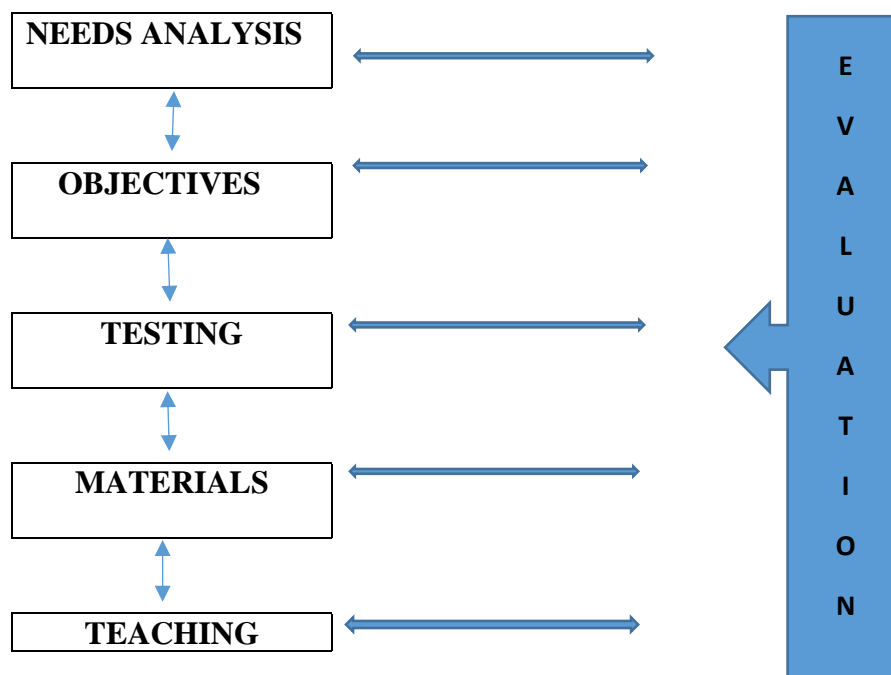 NEEDS ANALYSIS
OBJECTIVES
TESTING
MATERIALS
TEACHING
E
V
A
L
U
A
T
I
O
N